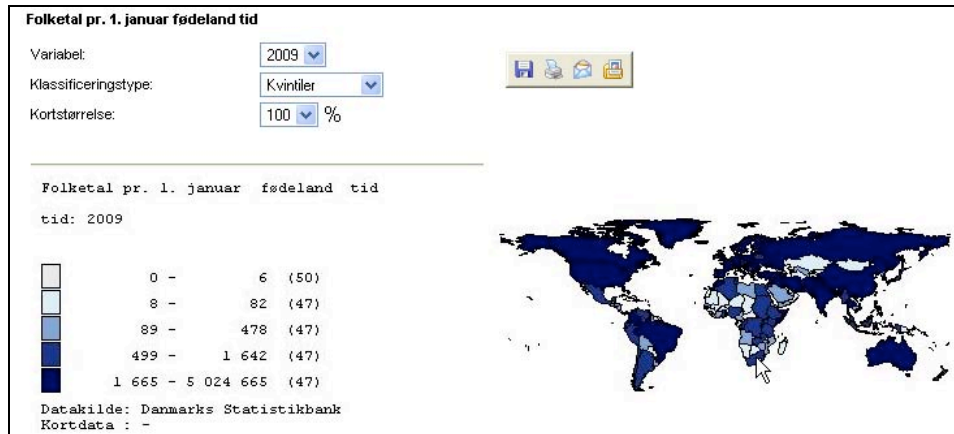 Folketal pr. 1. januar fødeland tid
Variabel: 2009
Klassificeringstype: Kvintiler
Kortstørrelse: 100 %
Folketal pr. 1. januar fødeland tid
tid: 2009
0 - 6 (50)
8 - 82 (47)
89 - 478 (47)
499 - 1 642 (47)
1 665 - 5 024 665 (47)
Datakilde: Danmarks Statistikbank
Kortdata : -